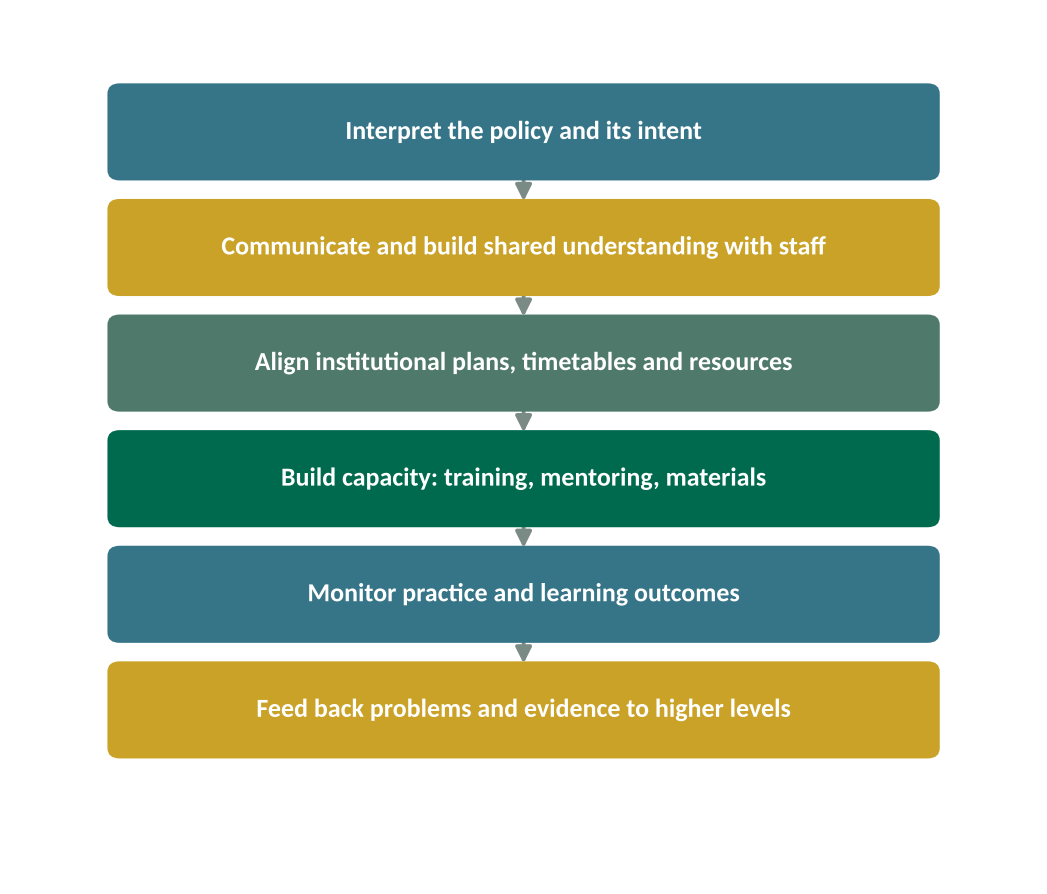 Interpret the policy and its intent
Communicate and build shared understanding with staff
Align institutional plans, timetables and resources
Build capacity: training, mentoring, materials
Monitor practice and learning outcomes
Feed back problems and evidence to higher levels